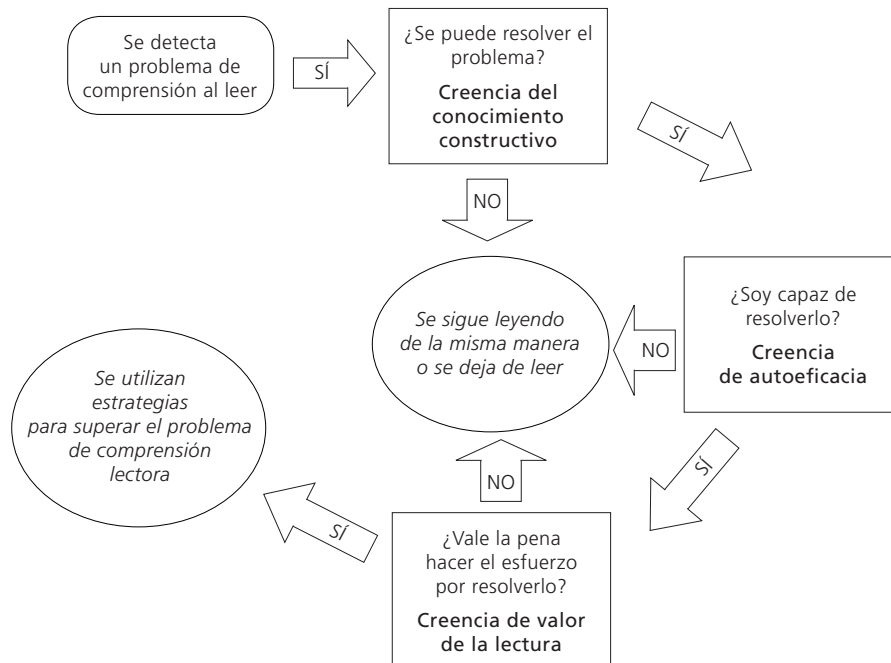 Se detecta
un problema de
comprensión al leer
SÍ
¿Se puede resolver el
problema?
Creencia del
conocimiento
constructivo
SÍ
NO
¿Soy capaz de
resolverlo?
Creencia
de autoeficacia
NO
Se sigue leyendo
de la misma manera
o se deja de leer
SÍ
¿Vale la pena
hacer el esfuerzo
por resolverlo?
Creencia de valor
de la lectura
NO
SÍ
Se utilizan
estrategias
para superar el problema
de comprensión
lectora